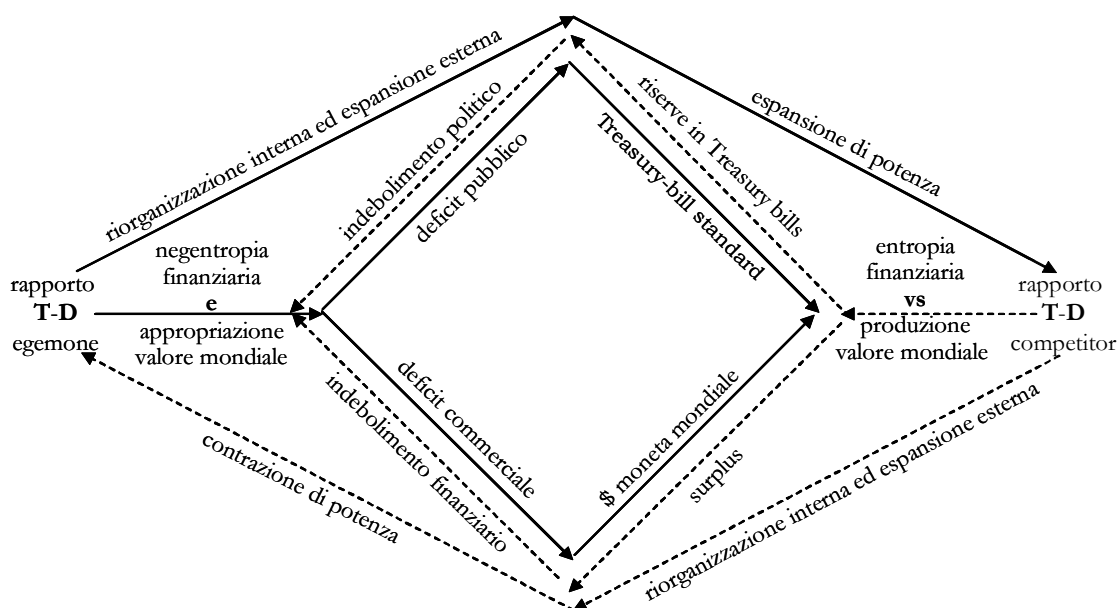 riorganizzazione interna ed espansione esterna
espansione di potenza
indebolimento politico
deficit pubblico
riserve in Treasury bills
Treasury-bill standard
negentropia
finanziaria
e
appropriazione
valore mondiale
rapporto
T-D
egemone
entropia
finanziaria
vs
produzione
valore mondiale
rapporto
T-D
competitor
deficit commerciale
indebolimento finanziario
$ moneta mondiale
surplus
contrazione di potenza
riorganizzazione interna ed espansione esterna